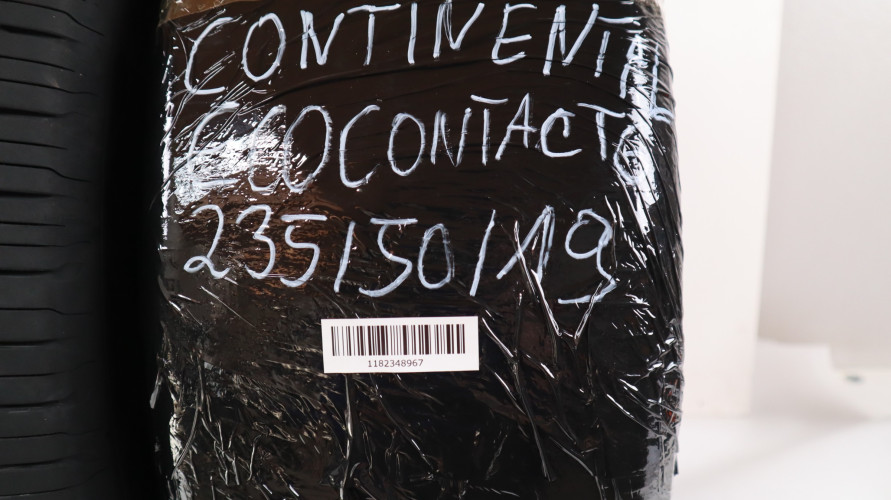 CONTINENTAL
ECOCONTACT6
235/50/19
1182348967